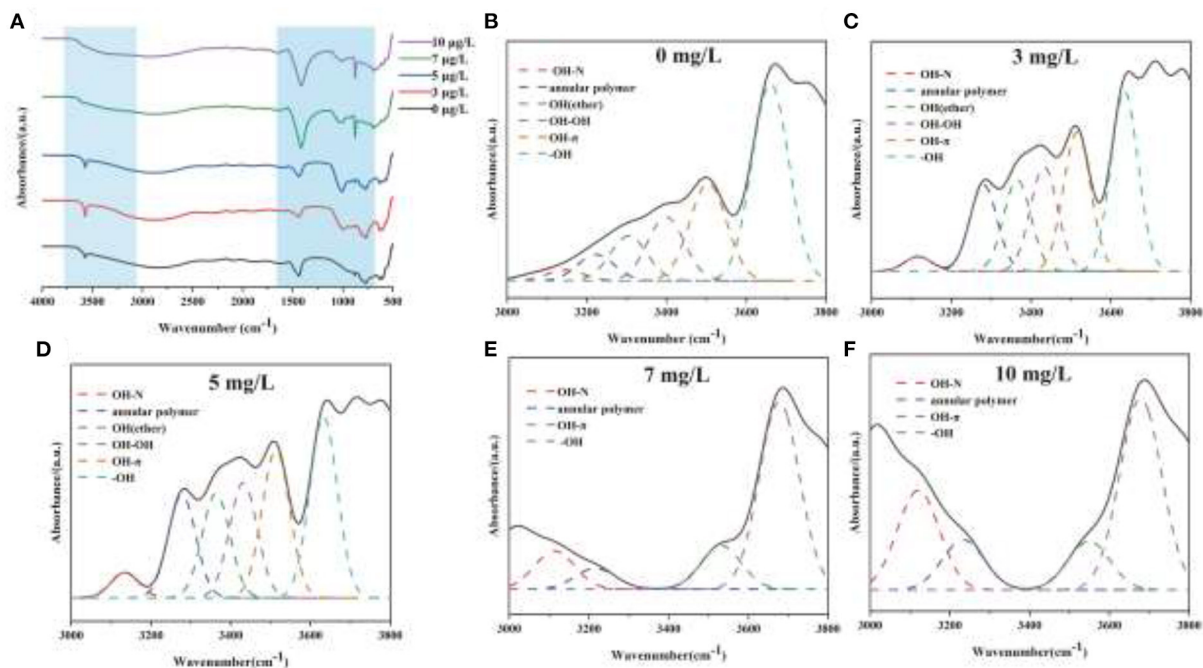 A
10 µg/L
7 µg/L
5 µg/L
3 µg/L
0 µg/L
Absorbance/(a.u.)
4000 3500 3000 2500 2000 1500 1000 500
Wavenumber (cm-1)
B
0 mg/L
OH-N
annular polymer
OH(ether)
OH-OH
OH-π
-OH
Absorbance/(a.u.)
3000 3200 3400 3600 3800
Wavenumber (cm-1)
C
3 mg/L
OH-N
annular polymer
OH(ether)
OH-OH
OH-π
-OH
Absorbance/(a.u.)
3000 3200 3400 3600 3800
Wavenumber(cm-1)
D
5 mg/L
OH-N
annular polymer
OH(ether)
OH-OH
OH-π
-OH
Absorbance/(a.u.)
3000 3200 3400 3600 3800
Wavenumber(cm-1)
E
7 mg/L
OH-N
annular polymer
OH-π
-OH
Absorbance/(a.u.)
3000 3200 3400 3600 3800
Wavenumber(cm-1)
F
10 mg/L
OH-N
annular polymer
OH-π
-OH
Absorbance/(a.u.)
3000 3200 3400 3600 3800
Wavenumber(cm-1)